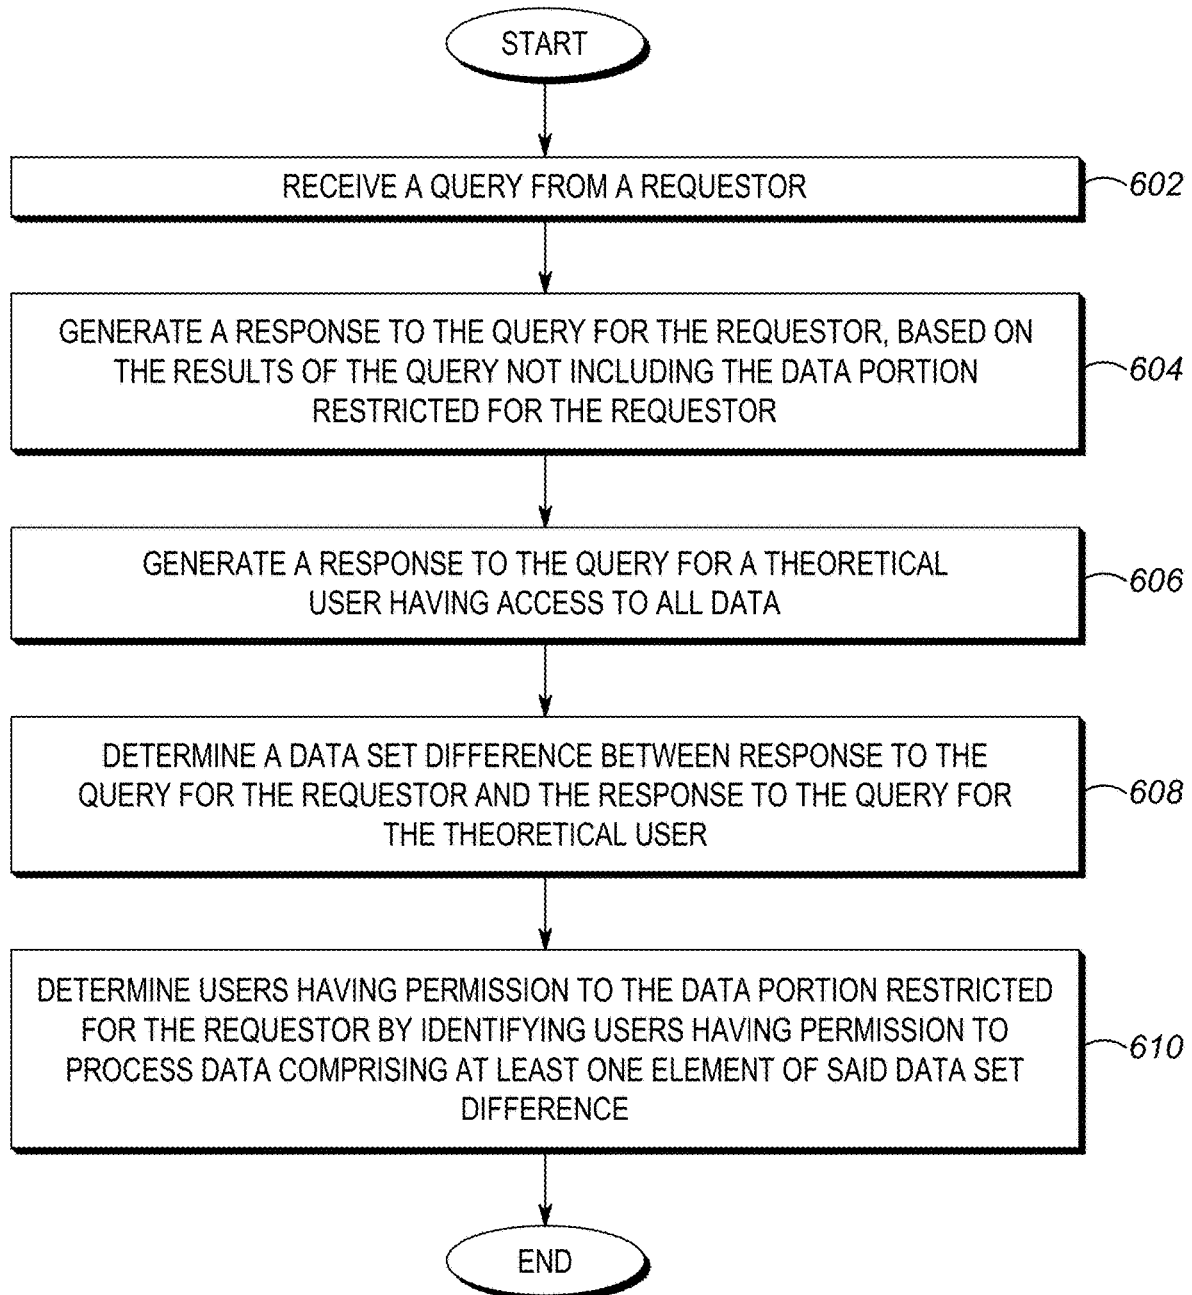 START
RECEIVE A QUERY FROM A REQUESTOR
602
GENERATE A RESPONSE TO THE QUERY FOR THE REQUESTOR, BASED ON
THE RESULTS OF THE QUERY NOT INCLUDING THE DATA PORTION
RESTRICTED FOR THE REQUESTOR
604
GENERATE A RESPONSE TO THE QUERY FOR A THEORETICAL
USER HAVING ACCESS TO ALL DATA
606
DETERMINE A DATA SET DIFFERENCE BETWEEN RESPONSE TO THE
QUERY FOR THE REQUESTOR AND THE RESPONSE TO THE QUERY FOR
THE THEORETICAL USER
608
DETERMINE USERS HAVING PERMISSION TO THE DATA PORTION RESTRICTED
FOR THE REQUESTOR BY IDENTIFYING USERS HAVING PERMISSION TO
PROCESS DATA COMPRISING AT LEAST ONE ELEMENT OF SAID DATA SET
DIFFERENCE
610
END